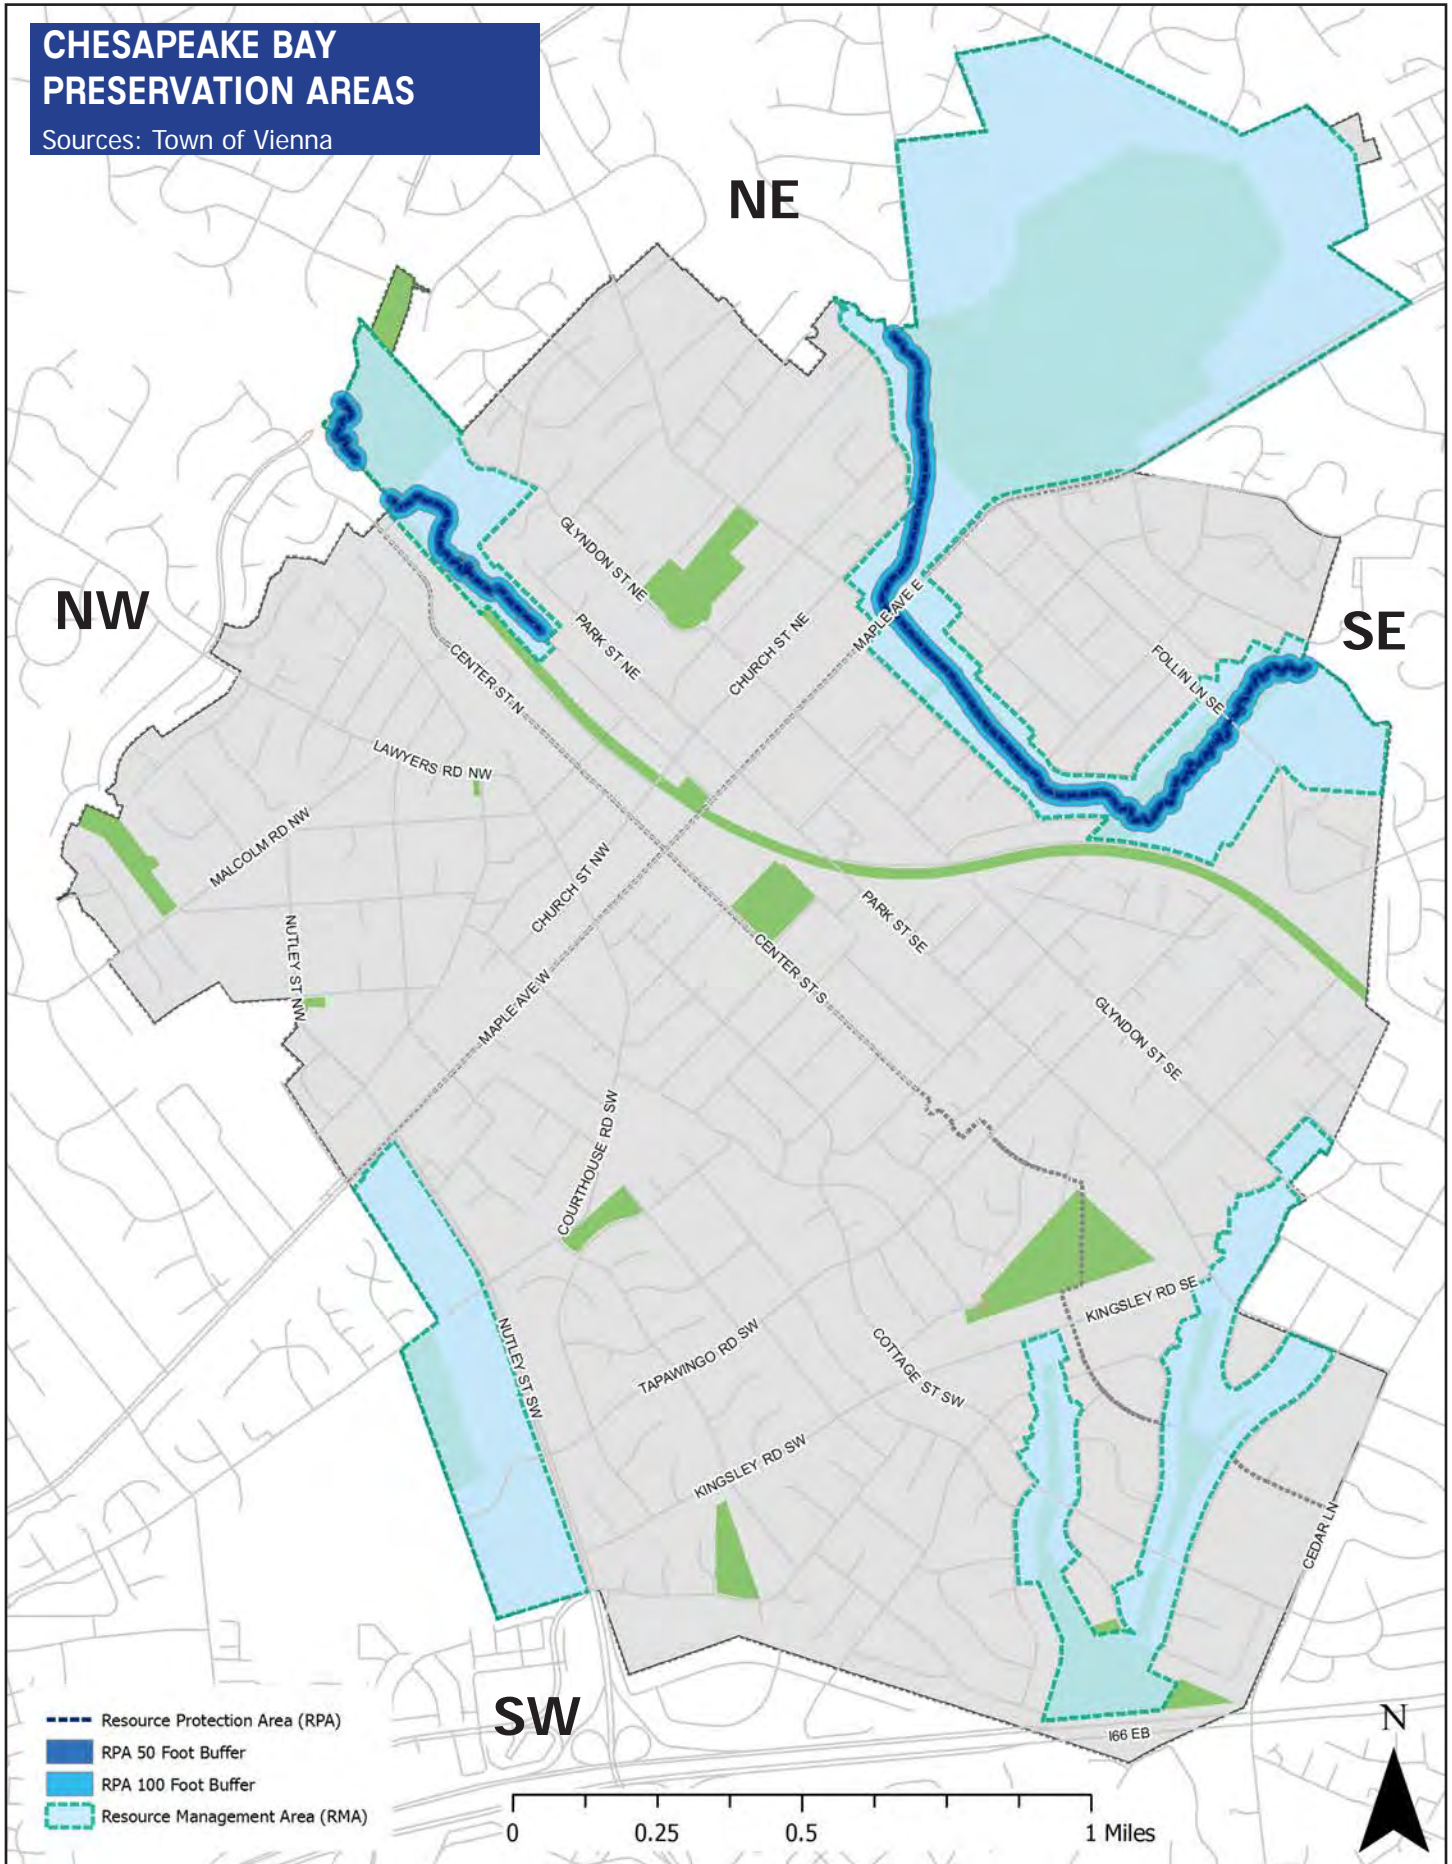 CHESAPEAKE BAY
PRESERVATION AREAS
Sources: Town of Vienna
NE
NW
SE
GLYNDON ST NE
PARK ST NE
CHURCH ST NE
MAPLE AVE E
FOLLIN LN SE
CENTER ST N
LAWYERS RD NW
MALCOLM RD NW
CHURCH ST NW
NUTLEY ST NW
MAPLE AVE W
PARK ST SE
CENTER ST S
GLYNDON ST SE
COURTHOUSE RD SW
KINGSLEY RD SE
NUTLEY ST SW
TAPAWINGO RD SW
COTTAGE ST SW
KINGSLEY RD SW
CEDAR LN
SW
I66 EB
N
Resource Protection Area (RPA)
RPA 50 Foot Buffer
RPA 100 Foot Buffer
Resource Management Area (RMA)
0 0.25 0.5 1 Miles